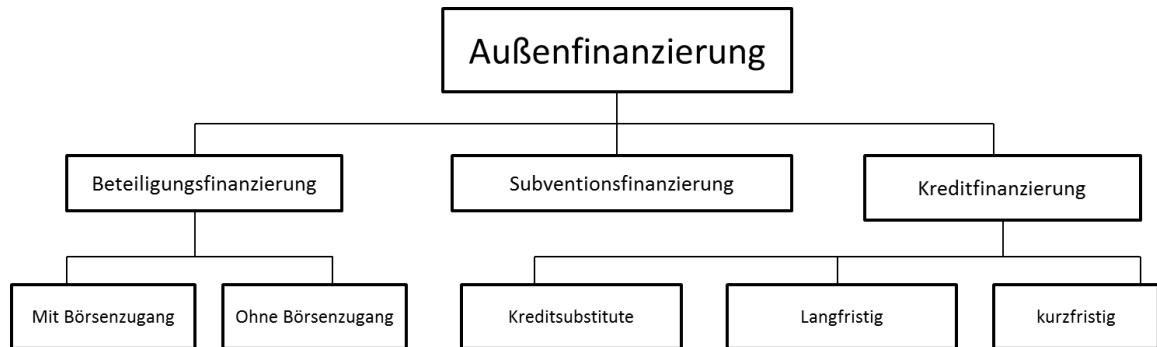 Außenfinanzierung
Beteiligungsfinanzierung
Subventionsfinanzierung
Kreditfinanzierung
Mit Börsenzugang
Ohne Börsenzugang
Kreditsubstitute
Langfristig
kurzfristig